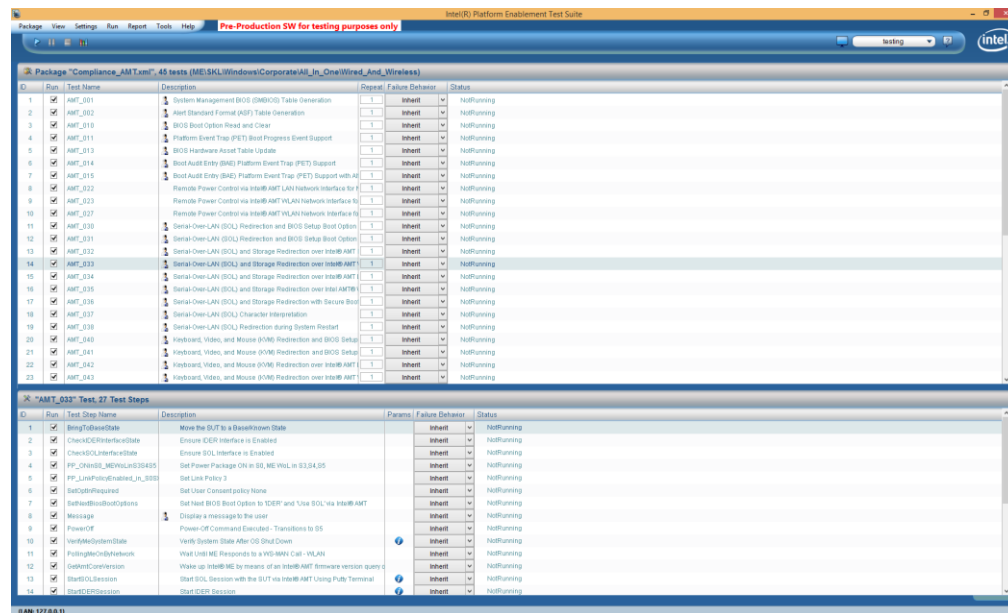 Intel(R) Platform Enablement Test Suite
Package View Settings Run Report Tools Help Pre-Production SW for testing purposes only
testing
intel
Package "Compliance_AMT.xml", 45 tests (ME\SKL\Windows\Corporate\All_In_One\Wired_And_Wireless)
ID Run Test Name Description Repeat Failure Behavior Status
1 AMT_001 System Management BIOS (SMBIOS) Table Generation 1 Inherit NotRunning
2 AMT_002 Alert Standard Format (ASF) Table Generation 1 Inherit NotRunning
3 AMT_010 BIOS Boot Option Read and Clear 1 Inherit NotRunning
4 AMT_011 Platform Event Trap (PET) Boot Progress Event Support 1 Inherit NotRunning
5 AMT_013 BIOS Hardware Asset Table Update 1 Inherit NotRunning
6 AMT_014 Boot Audit Entry (BAE) Platform Event Trap (PET) Support 1 Inherit NotRunning
7 AMT_015 Boot Audit Entry (BAE) Platform Event Trap (PET) Support with 1 Inherit NotRunning
8 AMT_022 Remote Power Control via Intel® AMT LAN Network Interface for 1 Inherit NotRunning
9 AMT_023 Remote Power Control via Intel® AMT WLAN Network Interface 1 Inherit NotRunning
10 AMT_027 Remote Power Control via Intel® AMT WLAN Network Interface 1 Inherit NotRunning
11 AMT_030 Serial-Over-LAN (SOL) Redirection and BIOS Setup Boot Option 1 Inherit NotRunning
12 AMT_031 Serial-Over-LAN (SOL) Redirection and BIOS Setup Boot Option 1 Inherit NotRunning
13 AMT_032 Serial-Over-LAN (SOL) and Storage Redirection over Intel® AMT 1 Inherit NotRunning
14 AMT_033 Serial-Over-LAN (SOL) and Storage Redirection over Intel® AMT 1 Inherit NotRunning
15 AMT_034 Serial-Over-LAN (SOL) and Storage Redirection over Intel® AMT 1 Inherit NotRunning
16 AMT_035 Serial-Over-LAN (SOL) and Storage Redirection over Intel AMT® 1 Inherit NotRunning
17 AMT_036 Serial-Over-LAN (SOL) and Storage Redirection with Secure Boot 1 Inherit NotRunning
18 AMT_037 Serial-Over-LAN (SOL) Character Interpretation 1 Inherit NotRunning
19 AMT_038 Serial-Over-LAN (SOL) Redirection during System Restart 1 Inherit NotRunning
20 AMT_040 Keyboard, Video, and Mouse (KVM) Redirection and BIOS Setup 1 Inherit NotRunning
21 AMT_041 Keyboard, Video, and Mouse (KVM) Redirection and BIOS Setup 1 Inherit NotRunning
22 AMT_042 Keyboard, Video, and Mouse (KVM) Redirection over Intel® AMT 1 Inherit NotRunning
23 AMT_043 Keyboard, Video, and Mouse (KVM) Redirection over Intel® AMT 1 Inherit NotRunning
"AMT_033" Test, 27 Test Steps
ID Run Test Step Name Description Params Failure Behavior Status
1 BringToBaseState Move the SUT to a Base/Known State Inherit NotRunning
2 CheckIDERInterfaceState Ensure IDER Interface is Enabled Inherit NotRunning
3 CheckSOLInterfaceState Ensure SOL Interface is Enabled Inherit NotRunning
4 PP_ONinS0_MEWoLinS3S4S5 Set Power Package ON in S0, ME WoL in S3,S4,S5 Inherit NotRunning
5 PP_LinkPolicyEnabled_in_S0S Set Link Policy 3 Inherit NotRunning
6 SetOptInRequired Set User Consent policy None Inherit NotRunning
7 SetNextBiosBootOptions Set Next BIOS Boot Option to 'IDER' and 'Use SOL' via Intel® AMT Inherit NotRunning
8 Message Display a message to the user Inherit NotRunning
9 PowerOff Power-Off Command Executed - Transitions to S5 Inherit NotRunning
10 VerifyMeSystemState Verify System State After OS Shut Down Inherit NotRunning
11 PollingMeOnByNetwork Wait Until ME Responds to a WS-MAN Call - WLAN Inherit NotRunning
12 GetAmtCoreVersion Wake up Intel® ME by means of an Intel® AMT firmware version query Inherit NotRunning
13 StartSOLSession Start SOL Session with the SUT via Intel® AMT Using Putty Terminal Inherit NotRunning
14 StartIDERSession Start IDER Session Inherit NotRunning
(LAN: 127.0.0.1)